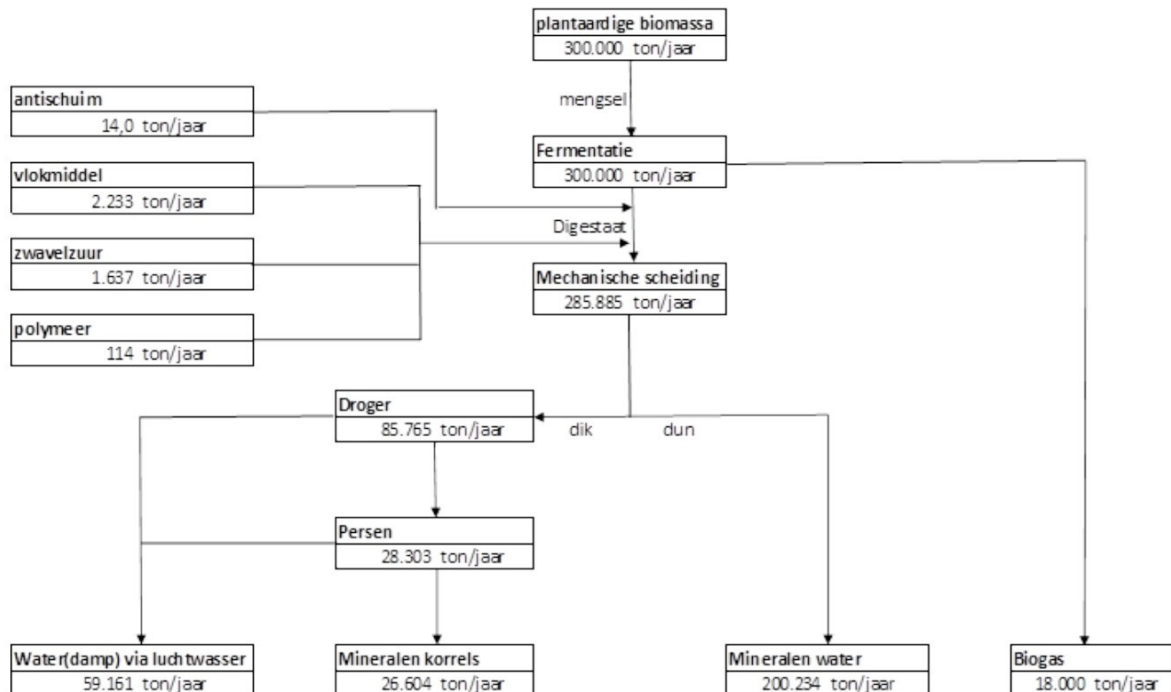 plantaardige biomassa
300.000 ton/jaar
mengsel
antischuim
14,0 ton/jaar
Fermentatie
300.000 ton/jaar
vlokmiddel
2.233 ton/jaar
Digestaat
zwavelzuur
1.637 ton/jaar
Mechanische scheiding
285.885 ton/jaar
polymeer
114 ton/jaar
Droger
85.765 ton/jaar
dik
dun
Persen
28.303 ton/jaar
Water(damp) via luchtwasser
59.161 ton/jaar
Mineralen korrels
26.604 ton/jaar
Mineralen water
200.234 ton/jaar
Biogas
18.000 ton/jaar